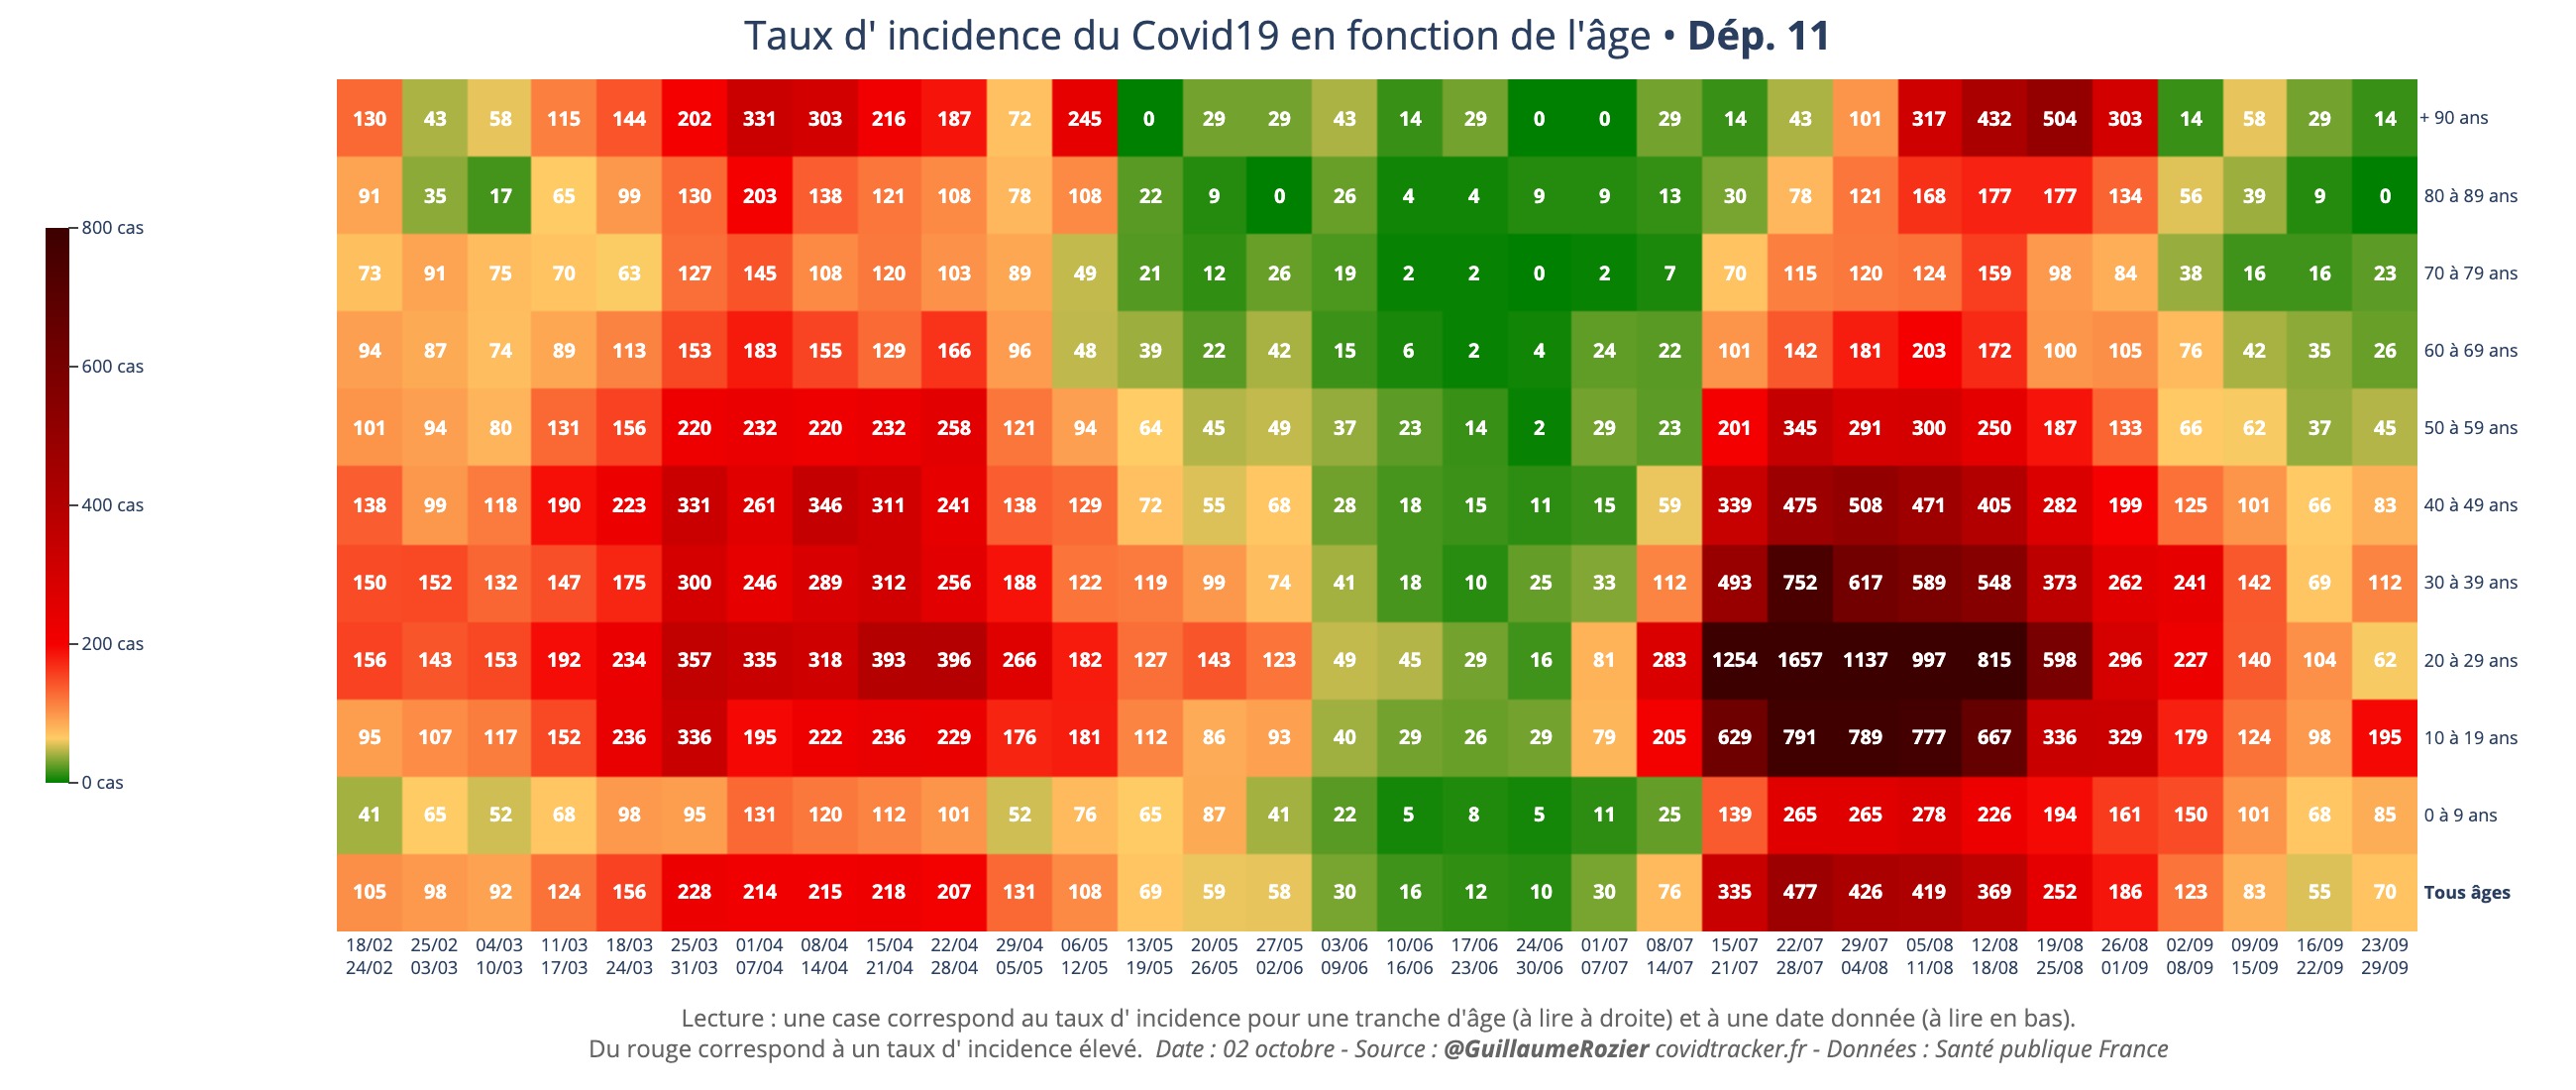 Taux d' incidence du Covid19 en fonction de l'âge • Dép. 11
130 43 58 115 144 202 331 303 216 187 72 245 0 29 29 43 14 29 0 0 29 14 43 101 317 432 504 303 14 58 29 14 + 90 ans
91 35 17 65 99 130 203 138 121 108 78 108 22 9 0 26 4 4 9 9 13 30 78 121 168 177 177 134 56 39 9 0 80 à 89 ans
800 cas
73 91 75 70 63 127 145 108 120 103 89 49 21 12 26 19 2 2 0 2 7 70 115 120 124 159 98 84 38 16 16 23 70 à 79 ans
94 87 74 89 113 153 183 155 129 166 96 48 39 22 42 15 6 2 4 24 22 101 142 181 203 172 100 105 76 42 35 26 60 à 69 ans
600 cas
101 94 80 131 156 220 232 220 232 258 121 94 64 45 49 37 23 14 2 29 23 201 345 291 300 250 187 133 66 62 37 45 50 à 59 ans
400 cas
138 99 118 190 223 331 261 346 311 241 138 129 72 55 68 28 18 15 11 15 59 339 475 508 471 405 282 199 125 101 66 83 40 à 49 ans
150 152 132 147 175 300 246 289 312 256 188 122 119 99 74 41 18 10 25 33 112 493 752 617 589 548 373 262 241 142 69 112 30 à 39 ans
200 cas
156 143 153 192 234 357 335 318 393 396 266 182 127 143 123 49 45 29 16 81 283 1254 1657 1137 997 815 598 296 227 140 104 62 20 à 29 ans
95 107 117 152 236 336 195 222 236 229 176 181 112 86 93 40 29 26 29 79 205 629 791 789 777 667 336 329 179 124 98 195 10 à 19 ans
0 cas
41 65 52 68 98 95 131 120 112 101 52 76 65 87 41 22 5 8 5 11 25 139 265 265 278 226 194 161 150 101 68 85 0 à 9 ans
105 98 92 124 156 228 214 215 218 207 131 108 69 59 58 30 16 12 10 30 76 335 477 426 419 369 252 186 123 83 55 70 Tous âges
18/02 25/02 04/03 11/03 18/03 25/03 01/04 08/04 15/04 22/04 29/04 06/05 13/05 20/05 27/05 03/06 10/06 17/06 24/06 01/07 08/07 15/07 22/07 29/07 05/08 12/08 19/08 26/08 02/09 09/09 16/09 23/09
24/02 03/03 10/03 17/03 24/03 31/03 07/04 14/04 21/04 28/04 05/05 12/05 19/05 26/05 02/06 09/06 16/06 23/06 30/06 07/07 14/07 21/07 28/07 04/08 11/08 18/08 25/08 01/09 08/09 15/09 22/09 29/09
Lecture : une case correspond au taux d' incidence pour une tranche d'âge (à lire à droite) et à une date donnée (à lire en bas).
Du rouge correspond à un taux d' incidence élevé. Date : 02 octobre - Source : @GuillaumeRozier covidtracker.fr - Données : Santé publique France